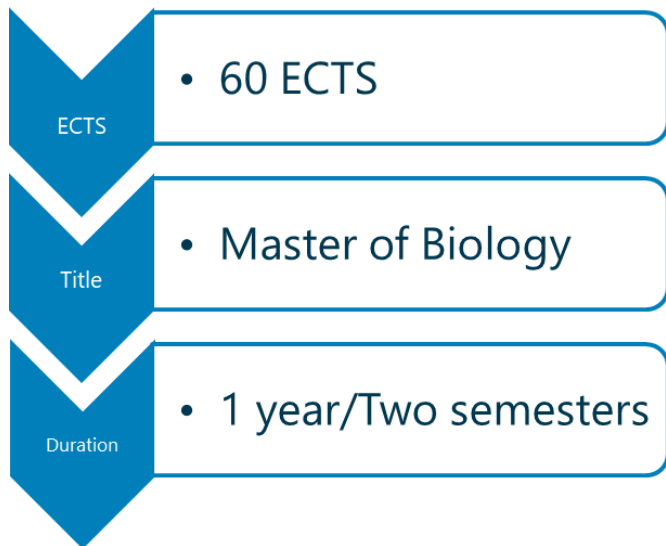 ECTS
• 60 ECTS
Title
• Master of Biology
Duration
• 1 year/Two semesters